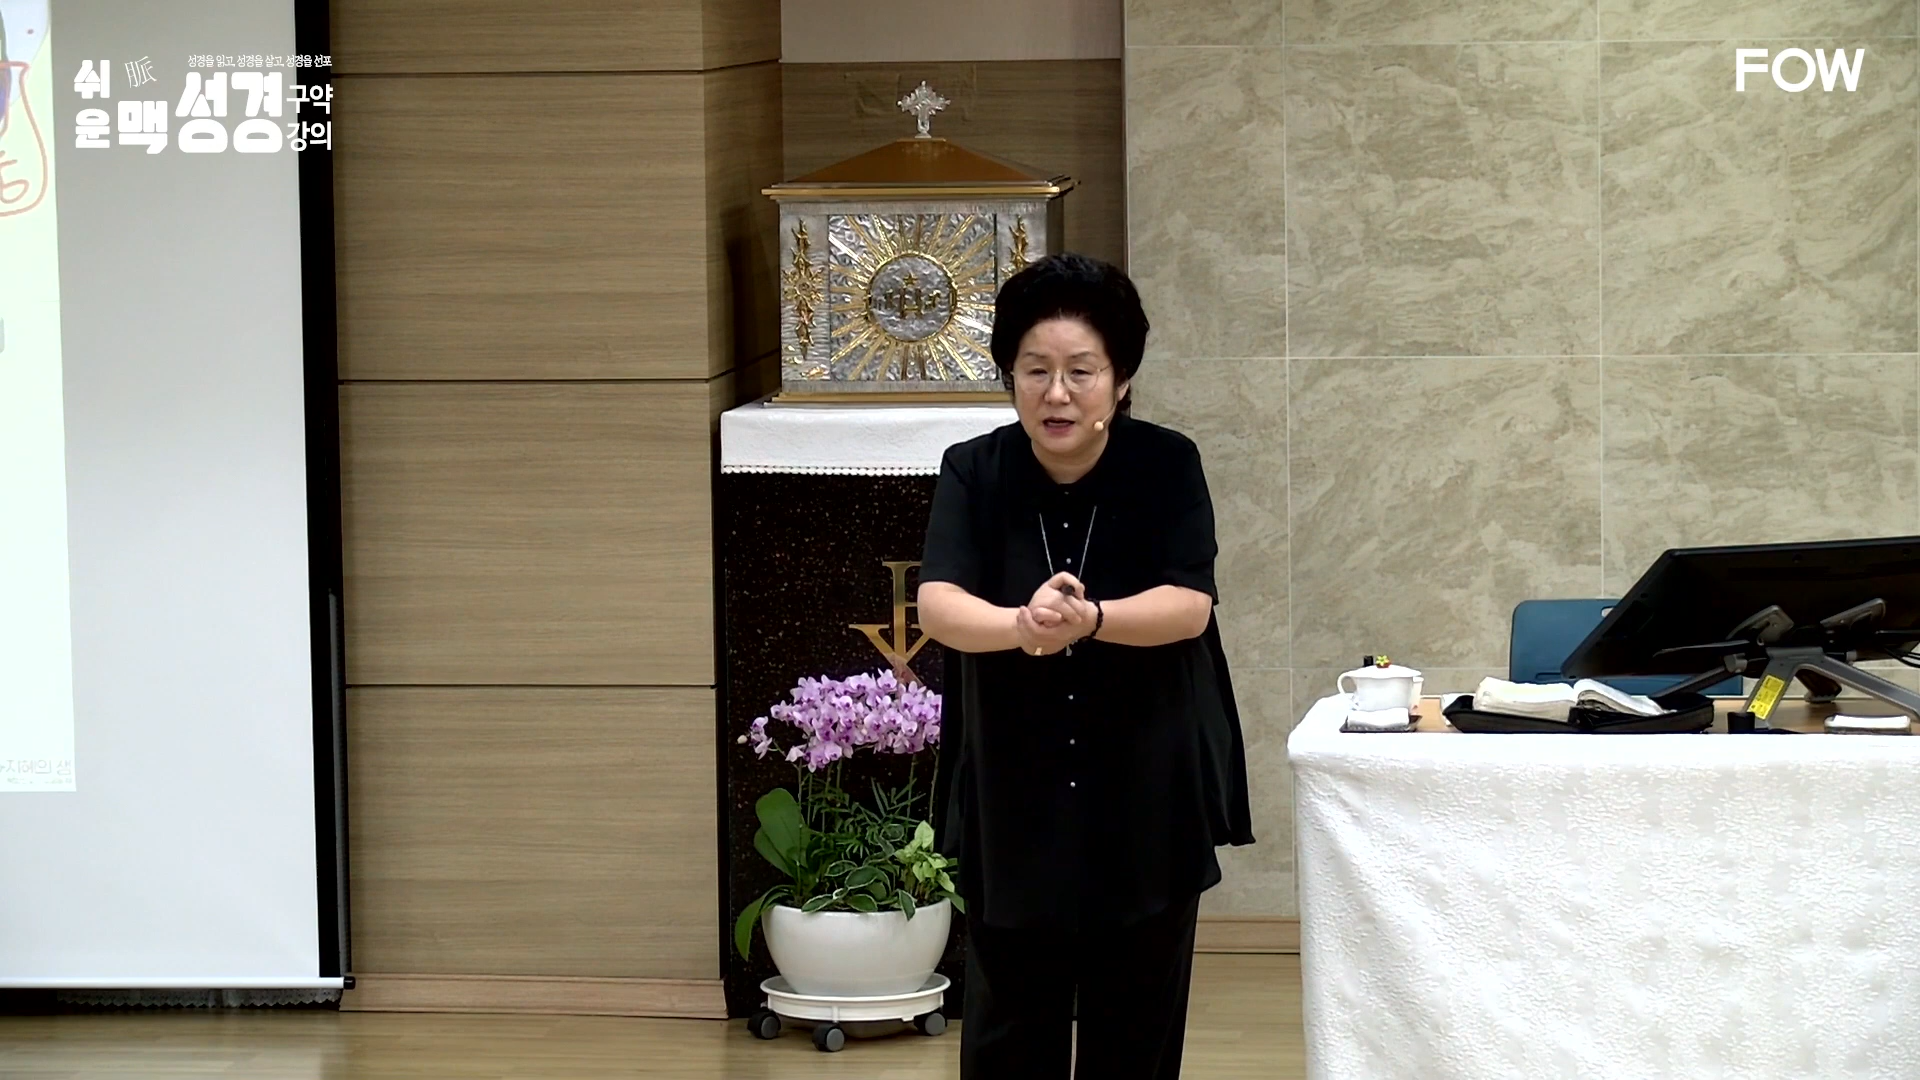 성경을 읽고, 성경을 살고, 성경을 선포
쉬운 脈 맥 성경 구약 강의
FOW
지혜의 샘